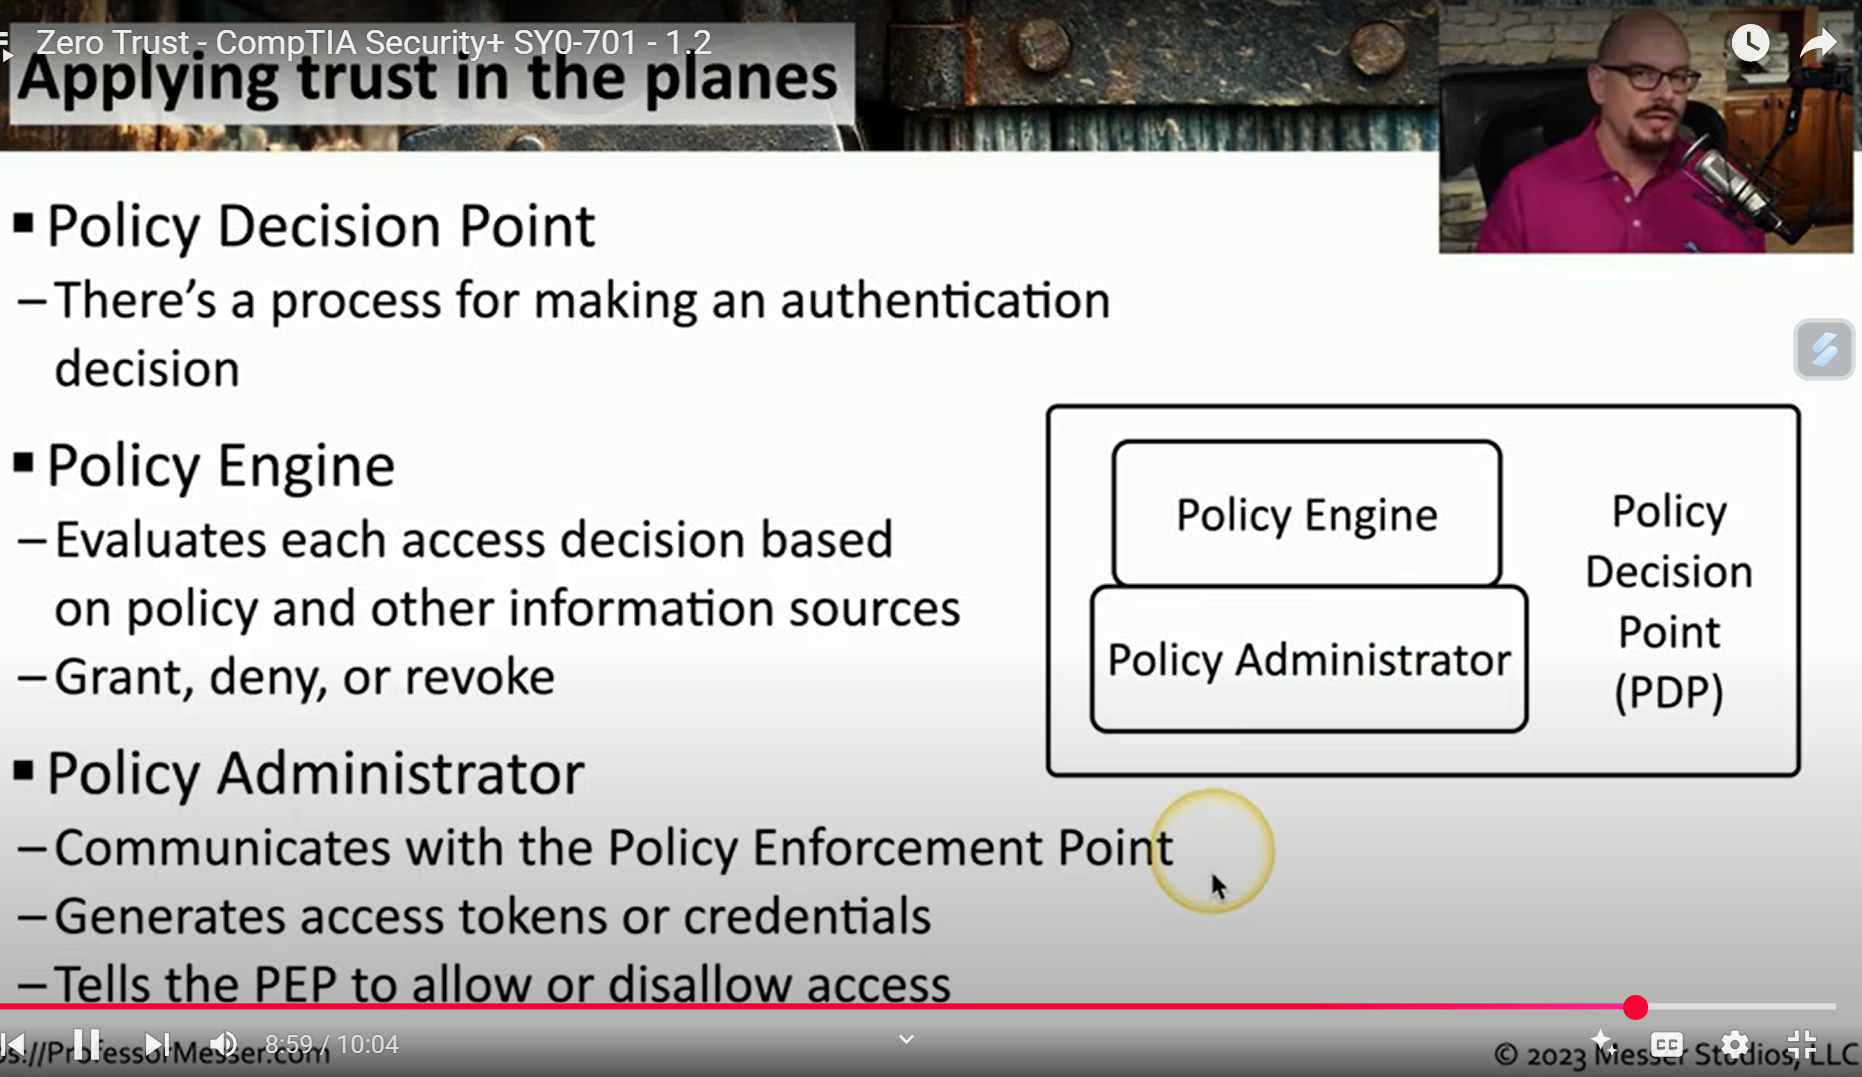 Zero Trust - CompTIA Security+ SY0-701 - 1.2
Applying trust in the planes
▪ Policy Decision Point
– There's a process for making an authentication
decision
▪ Policy Engine
– Evaluates each access decision based
on policy and other information sources
– Grant, deny, or revoke
▪ Policy Administrator
– Communicates with the Policy Enforcement Point
– Generates access tokens or credentials
– Tells the PEP to allow or disallow access
Policy Engine
Policy Administrator
Policy
Decision
Point
(PDP)
8:59 / 10:04
CC
s://ProfessorMesser.com
© 2023 Messer Studios, LLC